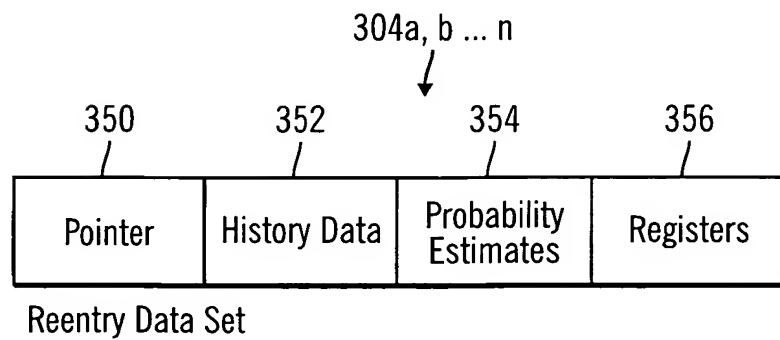 304a, b ... n
350 352 354 356
Pointer
History Data
Probability
Estimates
Registers
Reentry Data Set